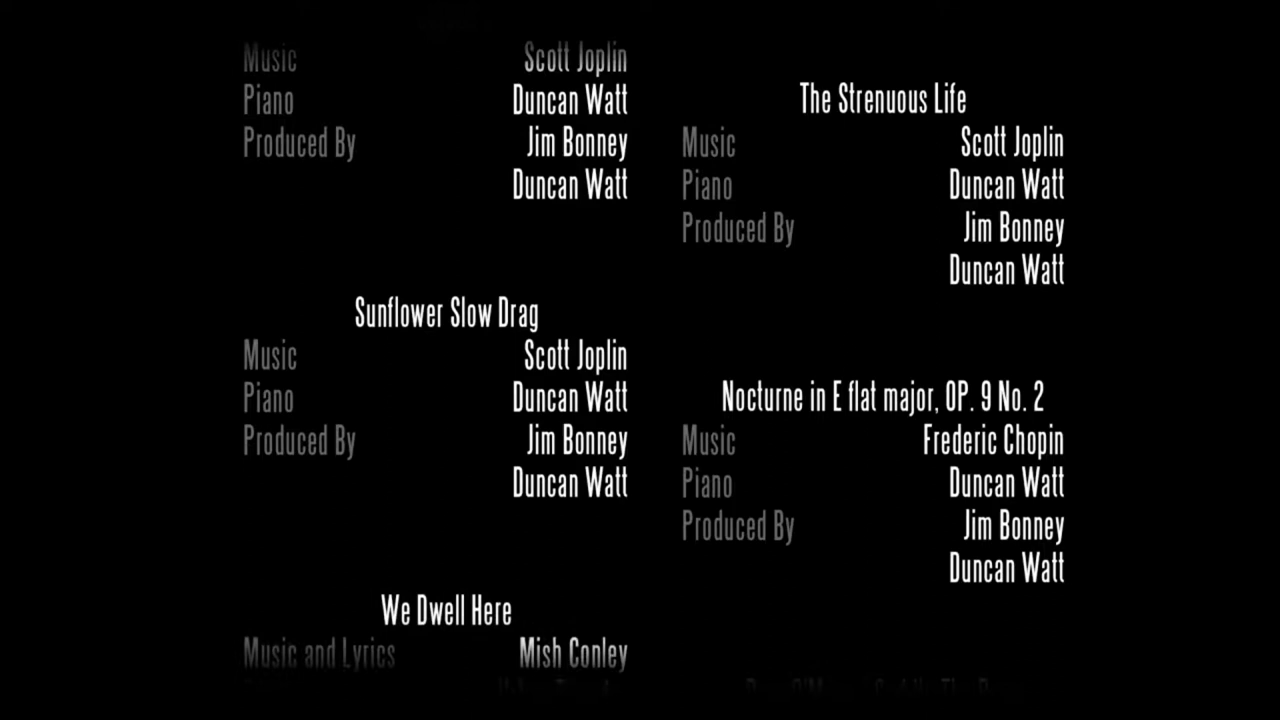 Music Scott Joplin
Piano Duncan Watt
Produced By Jim Bonney
Duncan Watt
Sunflower Slow Drag
Music Scott Joplin
Piano Duncan Watt
Produced By Jim Bonney
Duncan Watt
We Dwell Here
Music and Lyrics Mish Conley
The Strenuous Life
Music Scott Joplin
Piano Duncan Watt
Produced By Jim Bonney
Duncan Watt
Nocturne in E flat major, OP. 9 No. 2
Music Frederic Chopin
Piano Duncan Watt
Produced By Jim Bonney
Duncan Watt